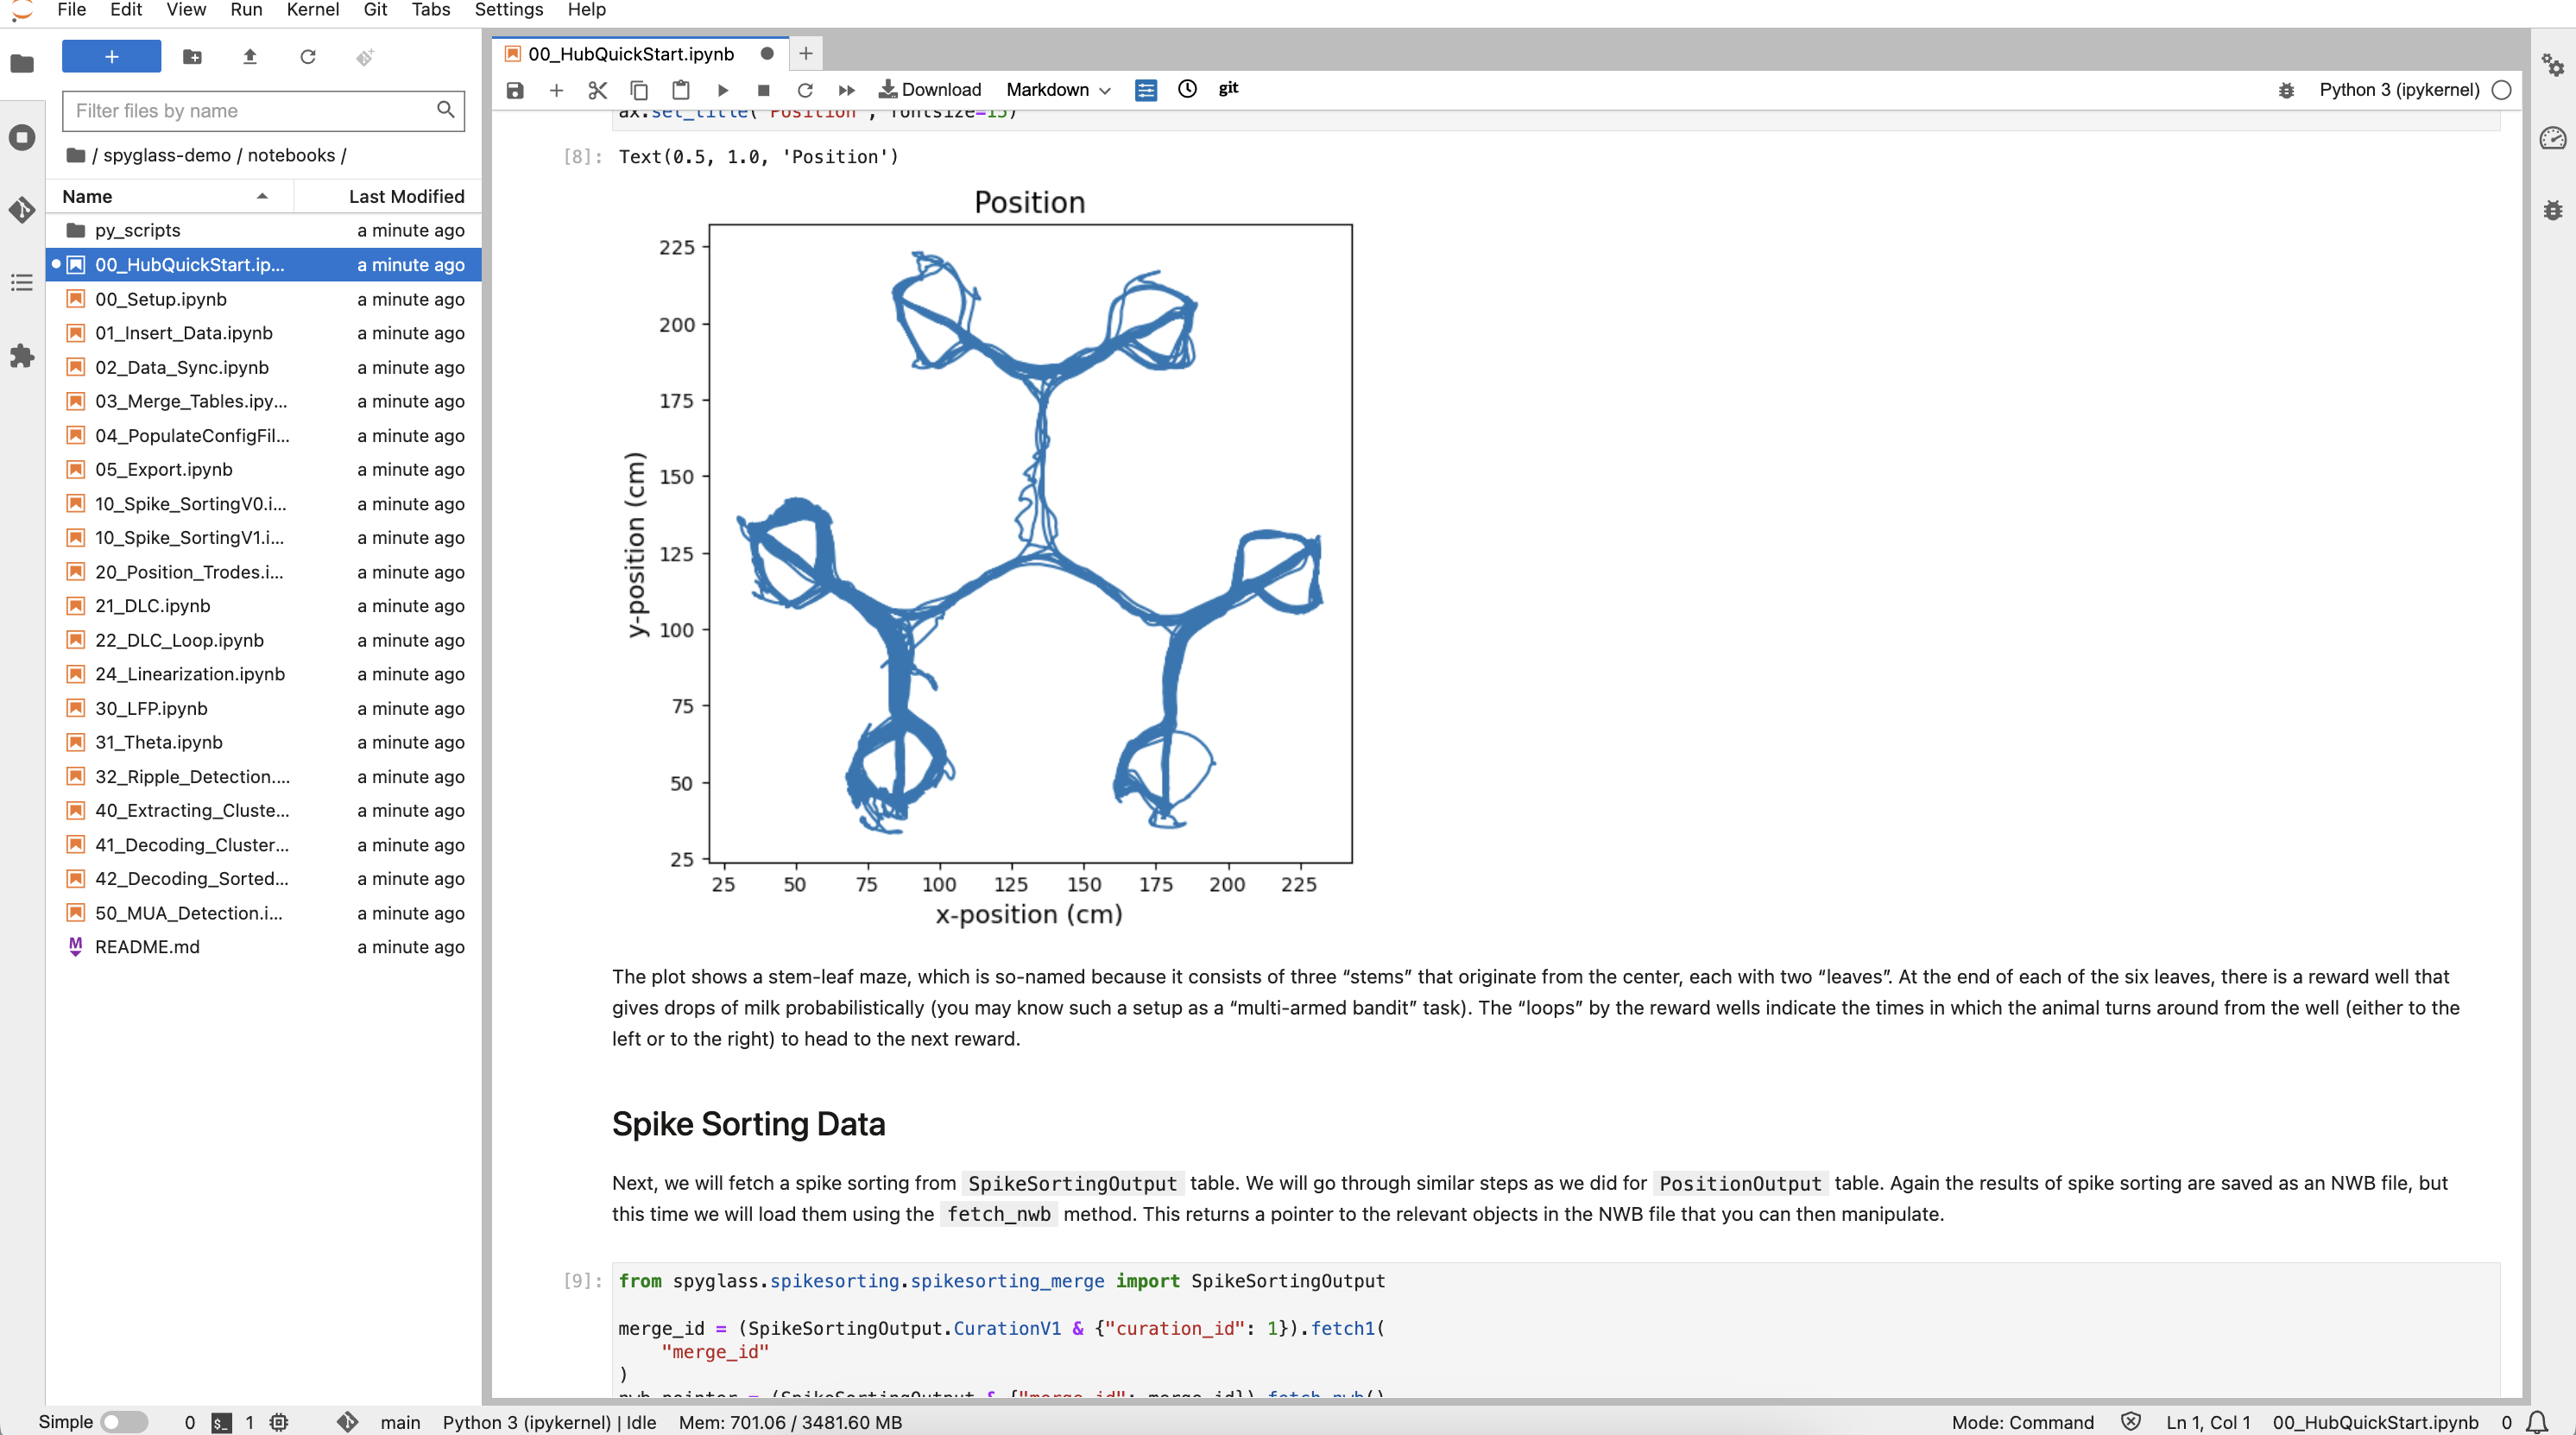 File Edit View Run Kernel Git Tabs Settings Help
+
Filter files by name
/ spyglass-demo / notebooks /
Name Last Modified
py_scripts a minute ago
00_HubQuickStart.ip... a minute ago
00_Setup.ipynb a minute ago
01_Insert_Data.ipynb a minute ago
02_Data_Sync.ipynb a minute ago
03_Merge_Tables.ipy... a minute ago
04_PopulateConfigFil... a minute ago
05_Export.ipynb a minute ago
10_Spike_SortingV0.i... a minute ago
10_Spike_SortingV1.i... a minute ago
20_Position_Trodes.i... a minute ago
21_DLC.ipynb a minute ago
22_DLC_Loop.ipynb a minute ago
24_Linearization.ipynb a minute ago
30_LFP.ipynb a minute ago
31_Theta.ipynb a minute ago
32_Ripple_Detection.... a minute ago
40_Extracting_Cluste... a minute ago
41_Decoding_Cluster... a minute ago
42_Decoding_Sorted... a minute ago
50_MUA_Detection.i... a minute ago
M README.md a minute ago
00_HubQuickStart.ipynb
Download Markdown git Python 3 (ipykernel)
ax.set_title("Position", fontsize=15)
[8]: Text(0.5, 1.0, 'Position')
Position
225
200
175
150
125
100
75
50
25
y-position (cm)
25 50 75 100 125 150 175 200 225
x-position (cm)
The plot shows a stem-leaf maze, which is so-named because it consists of three “stems” that originate from the center, each with two “leaves”. At the end of each of the six leaves, there is a reward well that
gives drops of milk probabilistically (you may know such a setup as a “multi-armed bandit” task). The “loops” by the reward wells indicate the times in which the animal turns around from the well (either to the
left or to the right) to head to the next reward.
Spike Sorting Data
Next, we will fetch a spike sorting from SpikeSortingOutput table. We will go through similar steps as we did for PositionOutput table. Again the results of spike sorting are saved as an NWB file, but
this time we will load them using the fetch_nwb method. This returns a pointer to the relevant objects in the NWB file that you can then manipulate.
[9]: from spyglass.spikesorting.spikesorting_merge import SpikeSortingOutput
merge_id = (SpikeSortingOutput.CurationV1 & {"curation_id": 1}).fetch1(
"merge_id"
)
nwb_pointer = (SpikeSortingOutput & {"merge_id": merge_id}).fetch_nwb()
Simple 0 $_ 1 main Python 3 (ipykernel) | Idle Mem: 701.06 / 3481.60 MB Mode: Command Ln 1, Col 1 00_HubQuickStart.ipynb 0